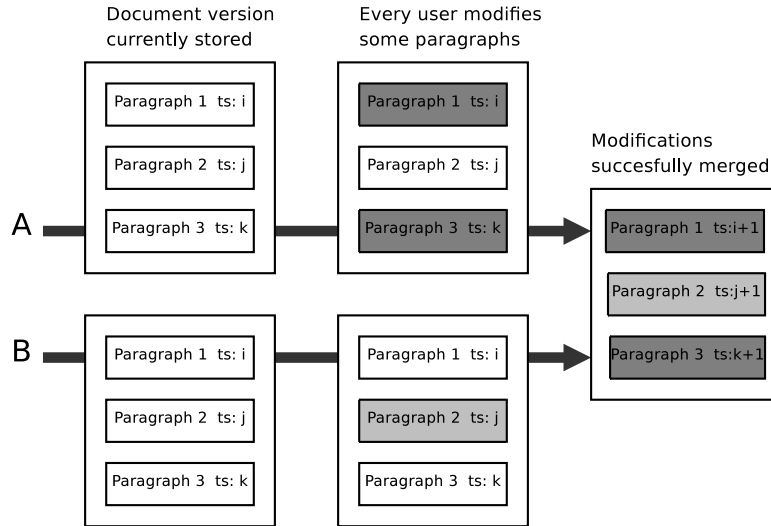 Document version
currently stored
Every user modifies
some paragraphs
Paragraph 1  ts: i
Paragraph 2  ts: j
Paragraph 3  ts: k
Paragraph 1  ts: i
Paragraph 2  ts: j
Paragraph 3  ts: k
Modifications
succesfully merged
Paragraph 1  ts:i+1
Paragraph 2  ts:j+1
Paragraph 3  ts:k+1
A
B
Paragraph 1  ts: i
Paragraph 2  ts: j
Paragraph 3  ts: k
Paragraph 1  ts: i
Paragraph 2  ts: j
Paragraph 3  ts: k